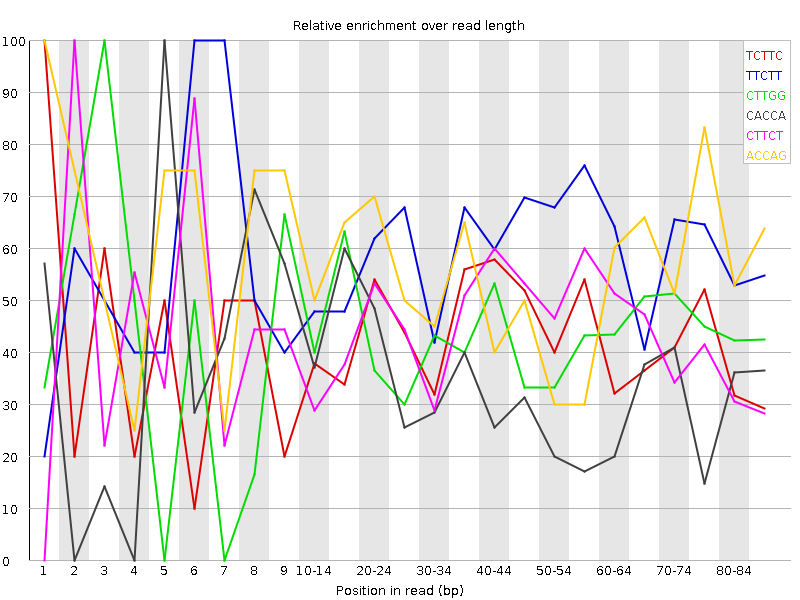 Relative enrichment over read length
100
90
80
70
60
50
40
30
20
10
0
TCTTC
TTCTT
CTTGG
CACCA
CTTCT
ACCAG
1 2 3 4 5 6 7 8 9 10-14 20-24 30-34 40-44 50-54 60-64 70-74 80-84
Position in read (bp)